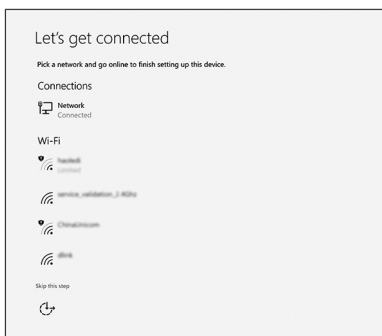 Let's get connected
Pick a network and go online to finish setting up this device.
Connections
Network
Connected
Wi-Fi
Limited
service_validation_2.4Ghz
ChinaUnicom
dlink
Skip this step